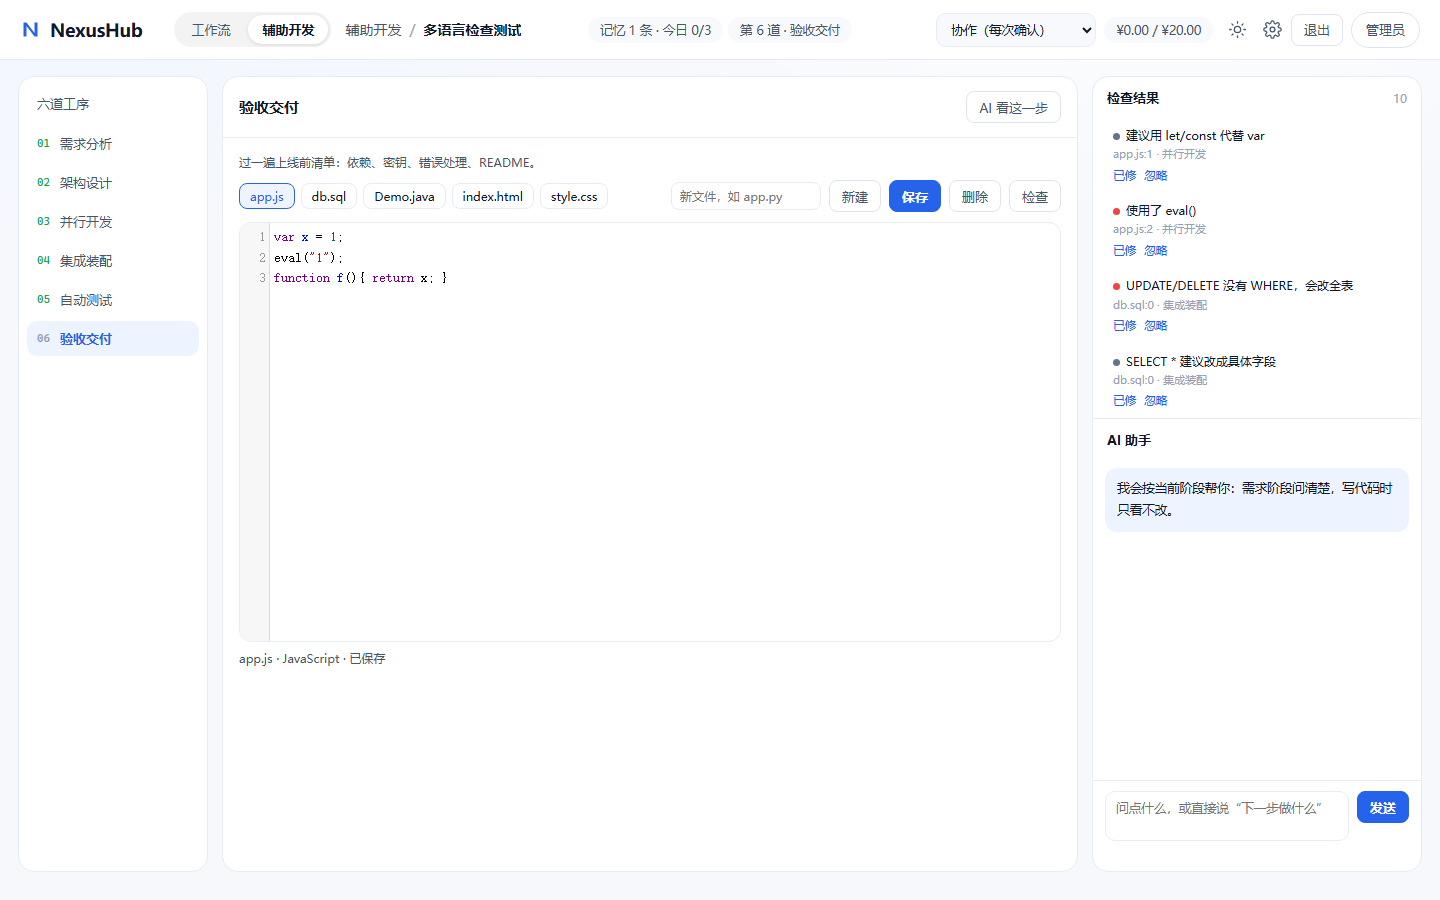 NexusHub
工作流
辅助开发
辅助开发 / 多语言检查测试
记忆 1 条 · 今日 0/3
第 6 道 · 验收交付
协作（每次确认）
¥0.00 / ¥20.00
退出
管理员
六道工序
01 需求分析
02 架构设计
03 并行开发
04 集成装配
05 自动测试
06 验收交付
验收交付
AI 看这一步
过一遍上线前清单：依赖、密钥、错误处理、README。
app.js
db.sql
Demo.java
index.html
style.css
新文件，如 app.py
新建
保存
删除
检查
1 var x = 1;
2 eval("1");
3 function f(){ return x; }
app.js · JavaScript · 已保存
检查结果
10
建议用 let/const 代替 var
app.js:1 · 并行开发
已修 忽略
使用了 eval()
app.js:2 · 并行开发
已修 忽略
UPDATE/DELETE 没有 WHERE，会改全表
db.sql:0 · 集成装配
已修 忽略
SELECT * 建议改成具体字段
db.sql:0 · 集成装配
已修 忽略
AI 助手
我会按当前阶段帮你：需求阶段问清楚，写代码时
只看不改。
问点什么，或直接说“下一步做什么”
发送